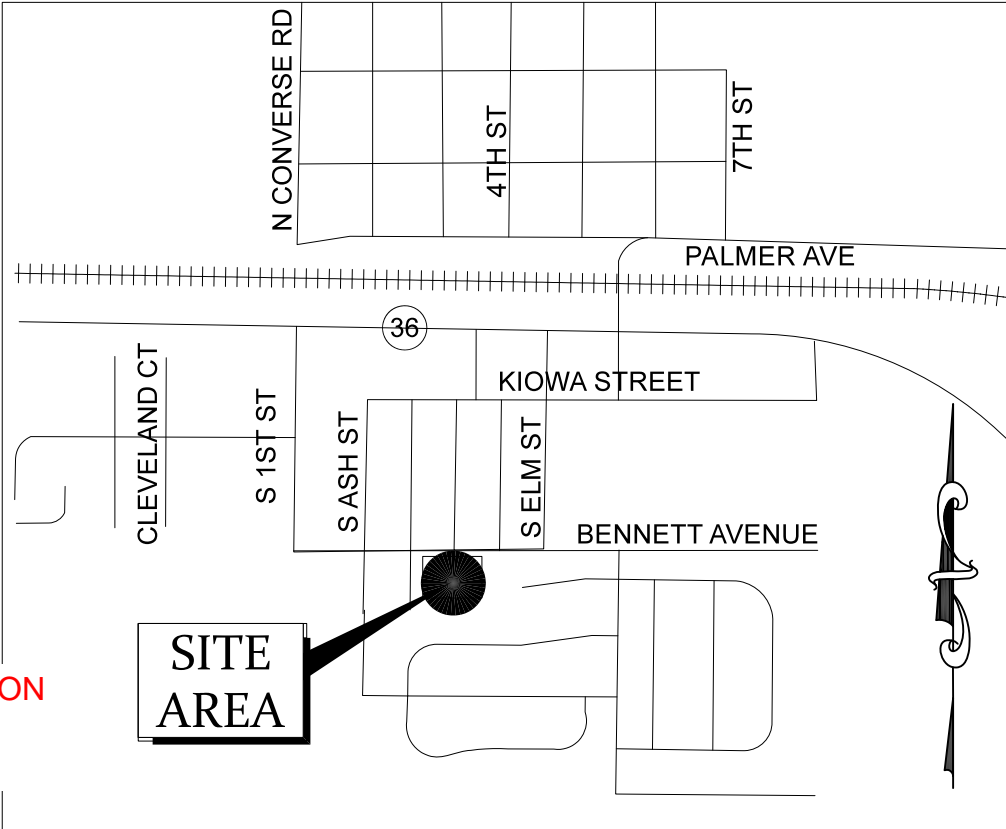 N CONVERSE RD
4TH ST
7TH ST
PALMER AVE
36
KIOWA STREET
CLEVELAND CT
S 1ST ST
S ASH ST
S ELM ST
BENNETT AVENUE
SITE
AREA
ON